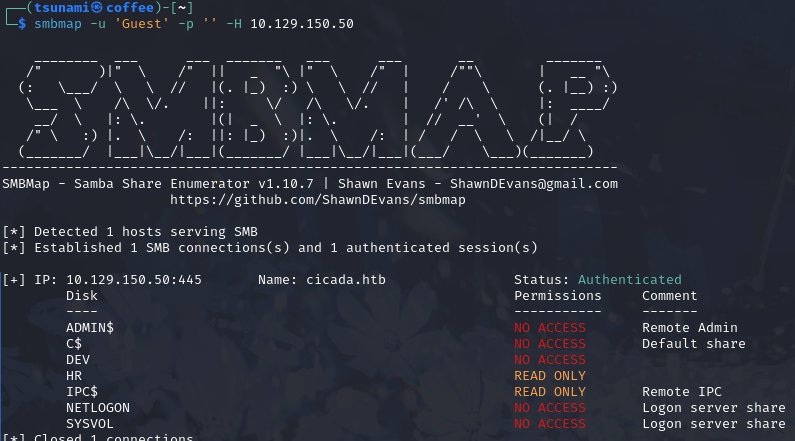 ┌──(tsunami㉿coffee)-[~]
└─$ smbmap -u 'Guest' -p '' -H 10.129.150.50
SMBMAP
SMBMap - Samba Share Enumerator v1.10.7 | Shawn Evans - ShawnDEvans@gmail.com
https://github.com/ShawnDEvans/smbmap
[*] Detected 1 hosts serving SMB
[*] Established 1 SMB connections(s) and 1 authenticated session(s)
[+] IP: 10.129.150.50:445 Name: cicada.htb Status: Authenticated
Disk Permissions Comment
---- ----------- -------
ADMIN$ NO ACCESS Remote Admin
C$ NO ACCESS Default share
DEV NO ACCESS
HR READ ONLY
IPC$ READ ONLY Remote IPC
NETLOGON NO ACCESS Logon server share
SYSVOL NO ACCESS Logon server share
[*] Closed 1 connections